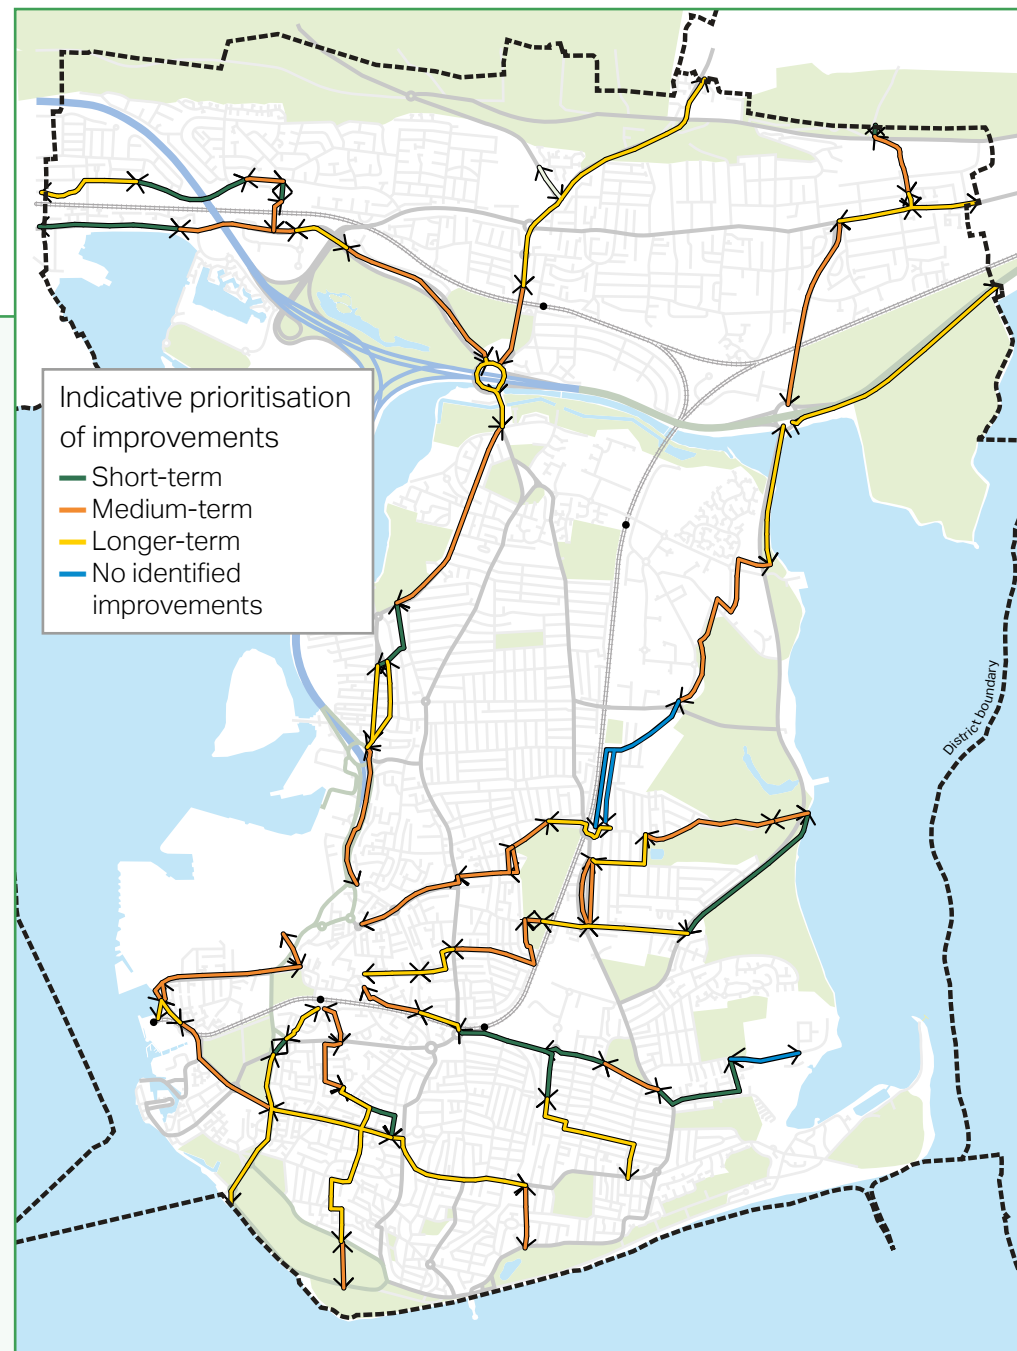 Indicative prioritisation
of improvements
Short-term
Medium-term
Longer-term
No identified
improvements
District boundary